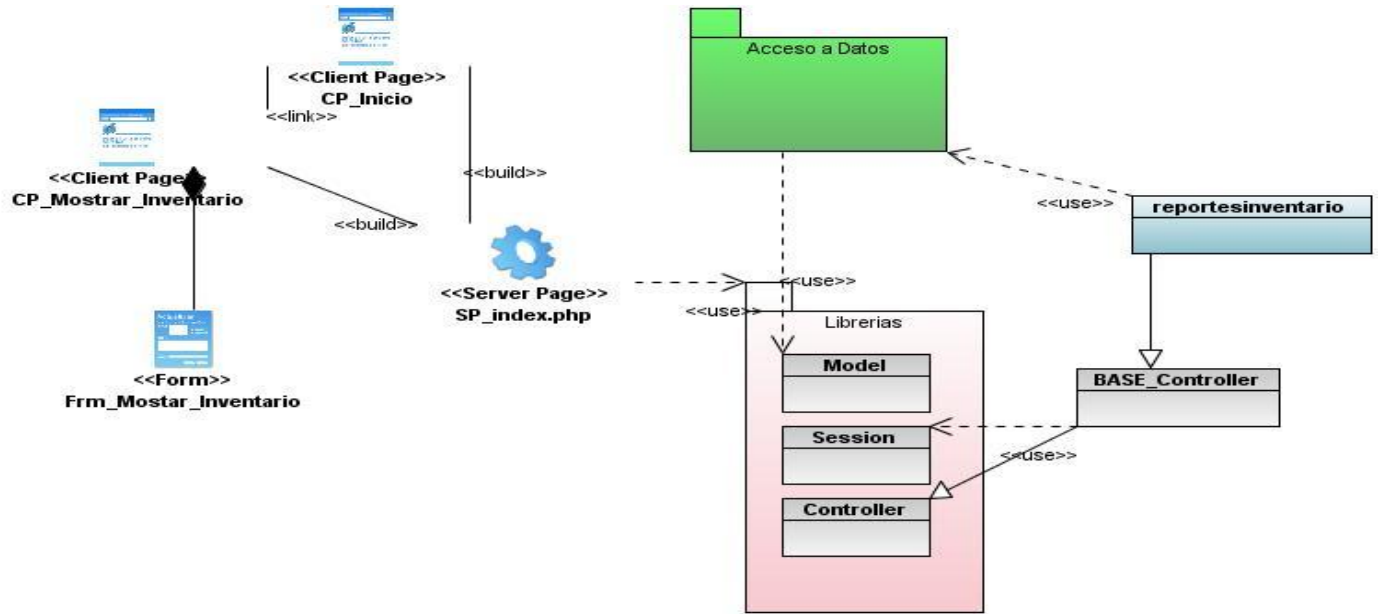 <<Client Page>>
CP_Inicio
<<link>>
<<Client Page>>
CP_Mostrar_Inventario
<<build>>
<<build>>
<<Server Page>>
SP_index.php
<<Form>>
Frm_Mostar_Inventario
Acceso a Datos
<<use>>
reportesinventario
<<use>>
<<use>>
Librerias
Model
Session
Controller
BASE_Controller
<<use>>